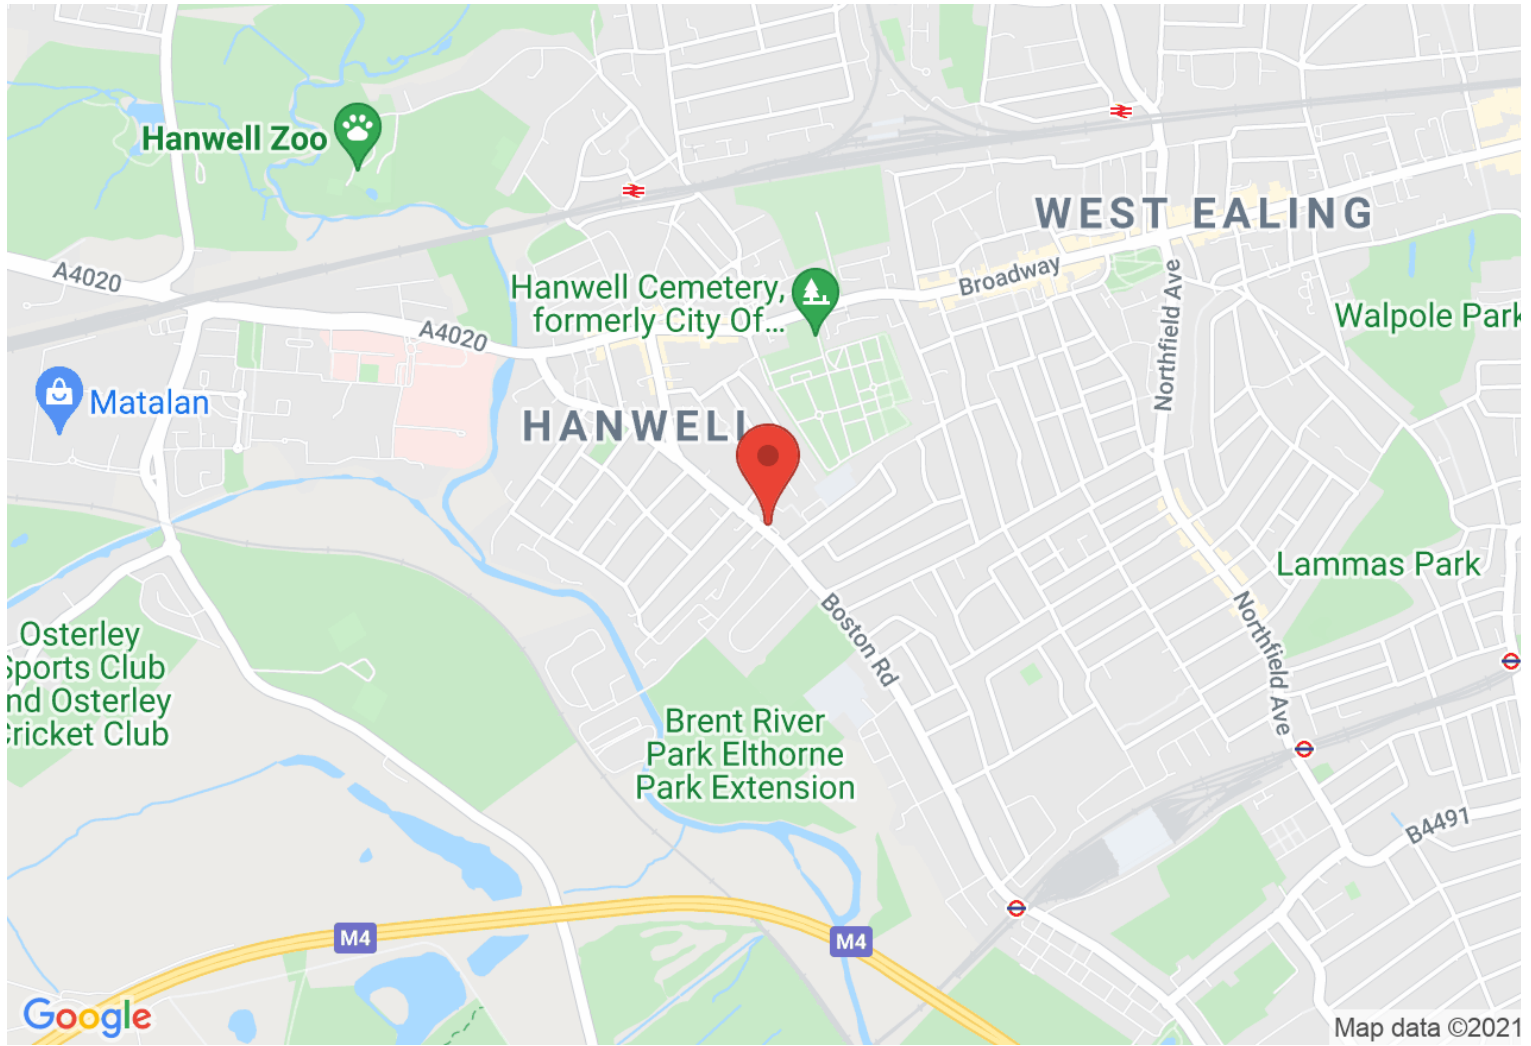 Hanwell Zoo
WEST EALING
A4020
Broadway
Hanwell Cemetery,
formerly City Of...
Northfield Ave
Walpole Park
A4020
Matalan
HANWELL
Lammas Park
Boston Rd
Northfield Ave
Osterley
Sports Club
nd Osterley
Cricket Club
Brent River
Park Elthorne
Park Extension
B4491
M4
M4
Google
Map data ©2021